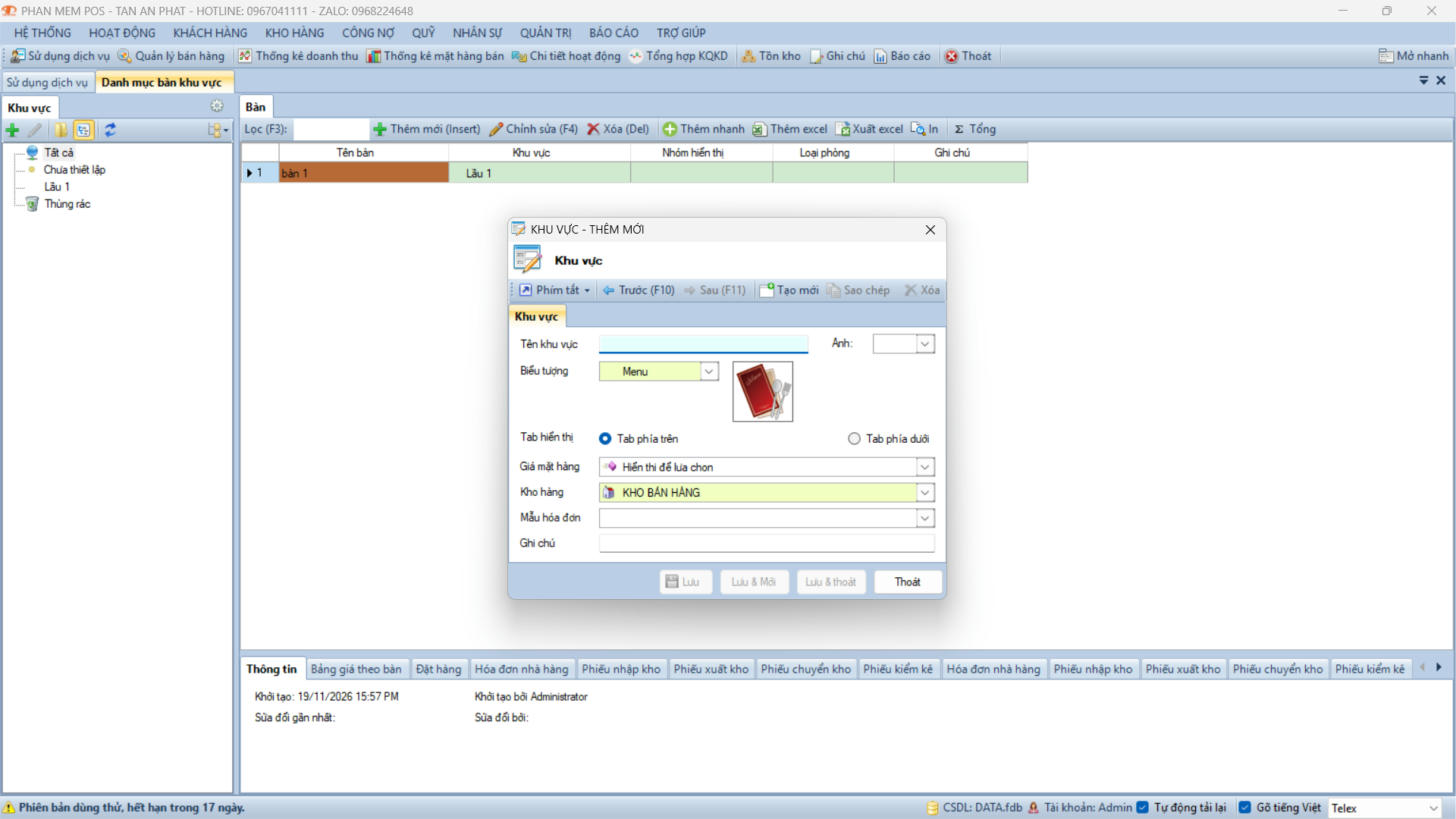 PHAN MEM POS - TAN AN PHAT - HOTLINE: 0967041111 - ZALO: 0968224648
HỆ THỐNG HOẠT ĐỘNG KHÁCH HÀNG KHO HÀNG CÔNG NỢ QUỸ NHÂN SỰ QUẢN TRỊ BÁO CÁO TRỢ GIÚP
Sử dụng dịch vụ Quản lý bán hàng Thống kê doanh thu Thống kê mặt hàng bán Chi tiết hoạt động Tổng hợp KQKD Tồn kho Ghi chú Báo cáo Thoát Mở nhanh
Sử dụng dịch vụ Danh mục bàn khu vực
Khu vực
Bàn
Lọc (F3): Thêm mới (Insert) Chỉnh sửa (F4) Xóa (Del) Thêm nhanh Thêm excel Xuất excel In Σ Tổng
Tất cả
Chưa thiết lập
Lầu 1
Thùng rác
Tên bàn Khu vực Nhóm hiển thị Loại phòng Ghi chú
1 bàn 1 Lầu 1
KHU VỰC - THÊM MỚI
Khu vực
Phím tắt Trước (F10) Sau (F11) Tạo mới Sao chép Xóa
Khu vực
Tên khu vực Ảnh:
Biểu tượng Menu
Tab hiển thị Tab phía trên Tab phía dưới
Giá mặt hàng Hiển thị để lựa chọn
Kho hàng KHO BÁN HÀNG
Mẫu hóa đơn
Ghi chú
Lưu Lưu & Mới Lưu & thoát Thoát
Thông tin Bảng giá theo bàn Đặt hàng Hóa đơn nhà hàng Phiếu nhập kho Phiếu xuất kho Phiếu chuyển kho Phiếu kiểm kê Hóa đơn nhà hàng Phiếu nhập kho Phiếu xuất kho Phiếu chuyển kho Phiếu kiểm kê
Khởi tạo: 19/11/2026 15:57 PM Khởi tạo bởi Administrator
Sửa đổi gần nhất: Sửa đổi bởi:
Phiên bản dùng thử, hết hạn trong 17 ngày. CSDL: DATA.fdb Tài khoản: Admin Tự động tải lại Gõ tiếng Việt Telex